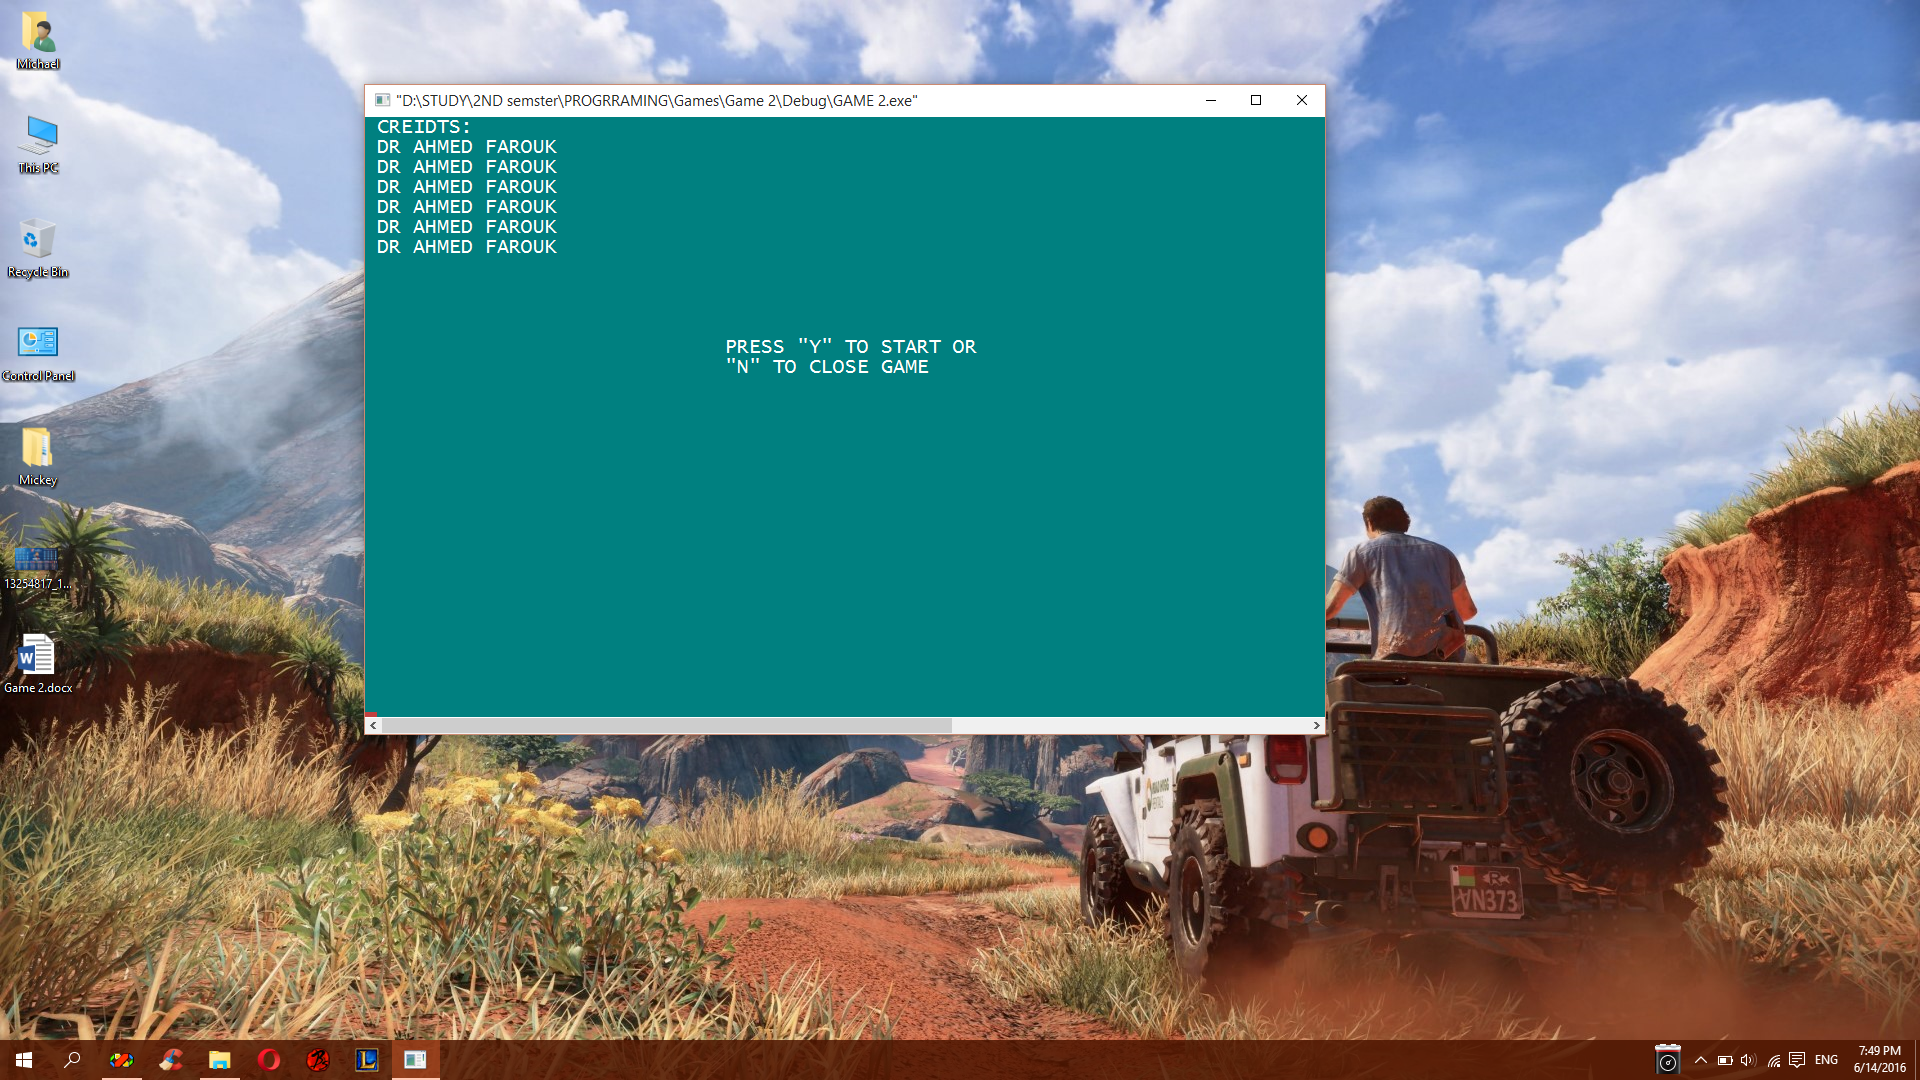 Michael
This PC
Recycle Bin
Control Panel
Mickey
13254817_1...
Game 2.docx
"D:\STUDY\2ND semster\PROGRRAMING\Games\Game 2\Debug\GAME 2.exe"
CREIDTS:
DR AHMED FAROUK
DR AHMED FAROUK
DR AHMED FAROUK
DR AHMED FAROUK
DR AHMED FAROUK
DR AHMED FAROUK
PRESS "Y" TO START OR
"N" TO CLOSE GAME
ENG
7:49 PM
6/14/2016